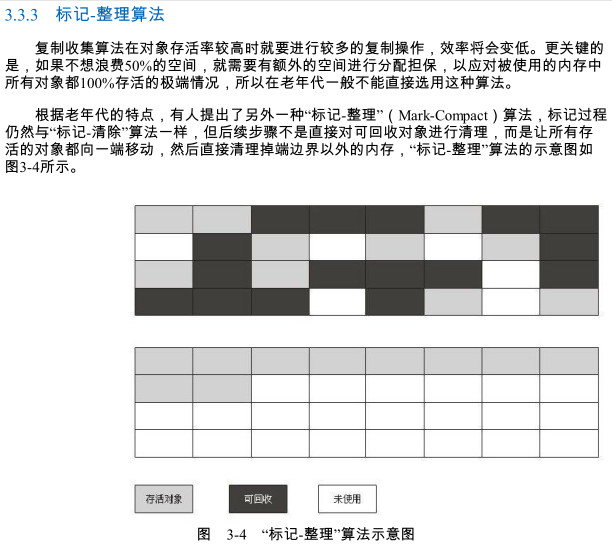 3.3.3 标记-整理算法
复制收集算法在对象存活率较高时就要进行较多的复制操作，效率将会变低。更关键的
是，如果不想浪费50%的空间，就需要有额外的空间进行分配担保，以应对被使用的内存中
所有对象都100%存活的极端情况，所以在老年代一般不能直接选用这种算法。
根据老年代的特点，有人提出了另外一种“标记-整理”（Mark-Compact）算法，标记过程
仍然与“标记-清除”算法一样，但后续步骤不是直接对可回收对象进行清理，而是让所有存
活的对象都向一端移动，然后直接清理掉端边界以外的内存，“标记-整理”算法的示意图如
图3-4所示。
存活对象 可回收 未使用
图 3-4 “标记-整理”算法示意图